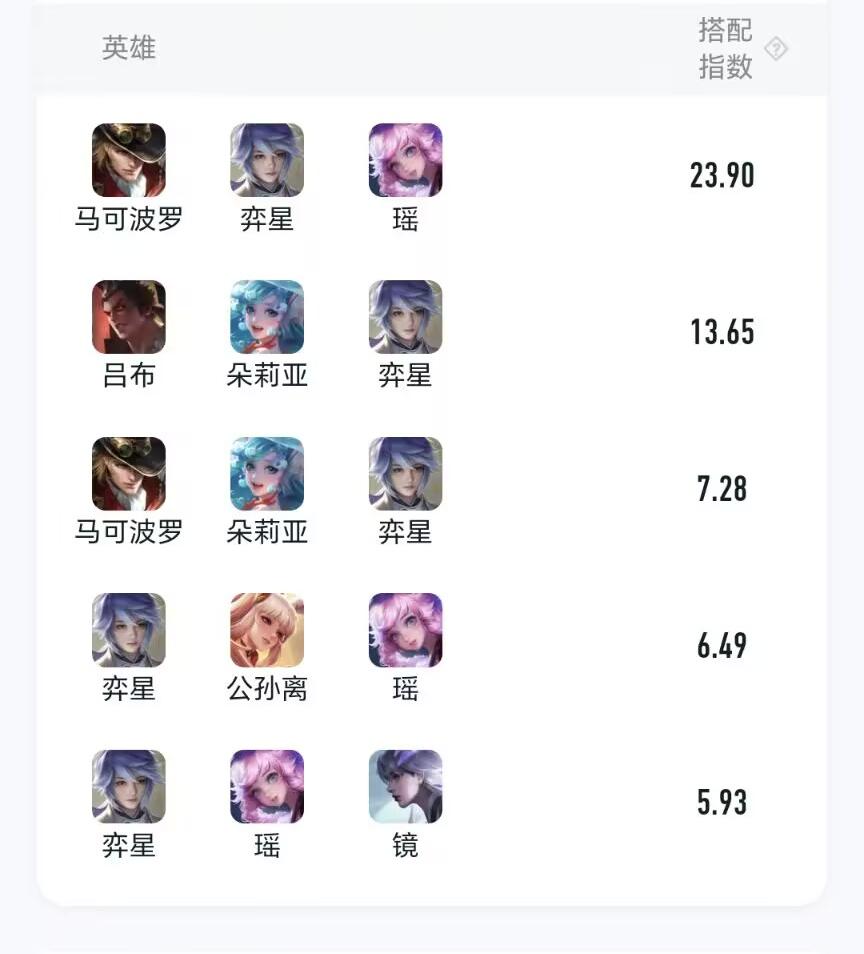 英雄
搭配
指数
马可波罗 弈星 瑶 23.90
吕布 朵莉亚 弈星 13.65
马可波罗 朵莉亚 弈星 7.28
弈星 公孙离 瑶 6.49
弈星 瑶 镜 5.93